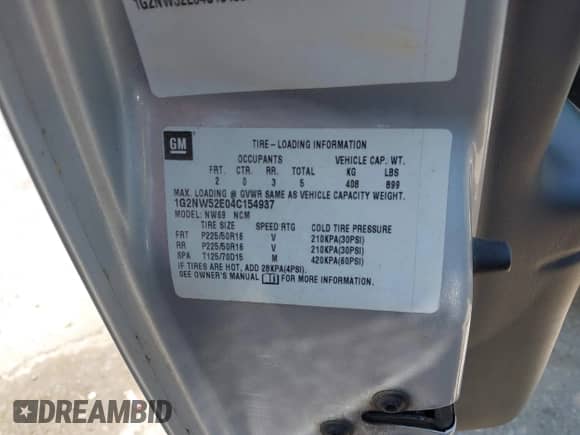 GM
TIRE-LOADING INFORMATION
OCCUPANTS VEHICLE CAP. WT.
FRT. CTR. RR. TOTAL KG LBS
2 0 3 5 408 899
MAX. LOADING @ GVWR SAME AS VEHICLE CAPACITY WEIGHT.
1G2NW52E04C154937
MODEL: NW69 NCM
TIRE SIZE SPEED RTG COLD TIRE PRESSURE
FRT P225/50R16 V 210KPA(30PSI)
RR P225/50R16 V 210KPA(30PSI)
SPA T125/70D15 M 420KPA(60PSI)
IF TIRES ARE HOT, ADD 28KPA(4PSI).
SEE OWNER'S MANUAL FOR MORE INFORMATION.
DREAMBID